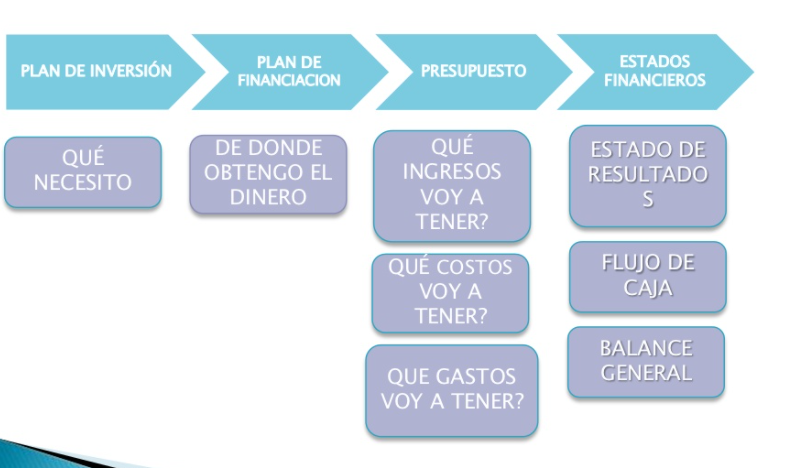 PLAN DE INVERSIÓN
PLAN DE
FINANCIACION
PRESUPUESTO
ESTADOS
FINANCIEROS
QUÉ
NECESITO
DE DONDE
OBTENGO EL
DINERO
QUÉ
INGRESOS
VOY A
TENER?
QUÉ COSTOS
VOY A
TENER?
QUE GASTOS
VOY A TENER?
ESTADO DE
RESULTADO
S
FLUJO DE
CAJA
BALANCE
GENERAL